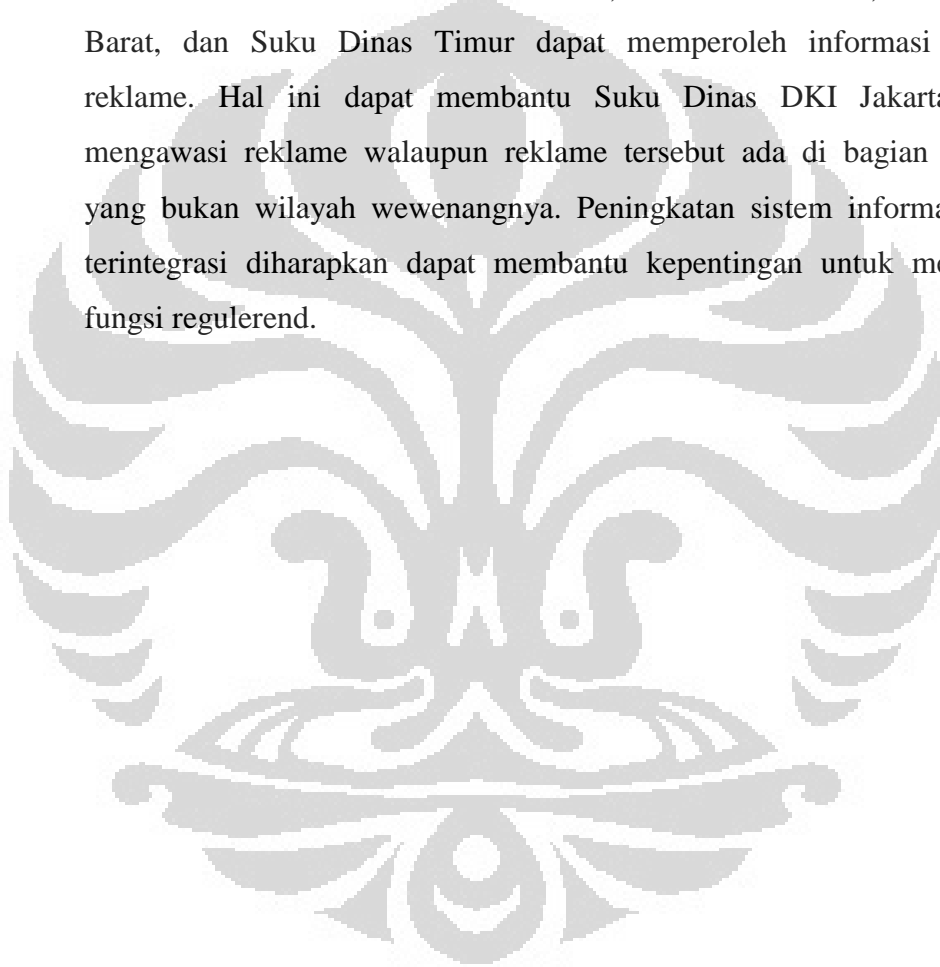 Barat, dan Suku Dinas Timur dapat memperoleh informasi
reklame. Hal ini dapat membantu Suku Dinas DKI Jakarta
mengawasi reklame walaupun reklame tersebut ada di bagian
yang bukan wilayah wewenangnya. Peningkatan sistem
terintegrasi diharapkan dapat membantu kepentingan untuk
fungsi regulerend.